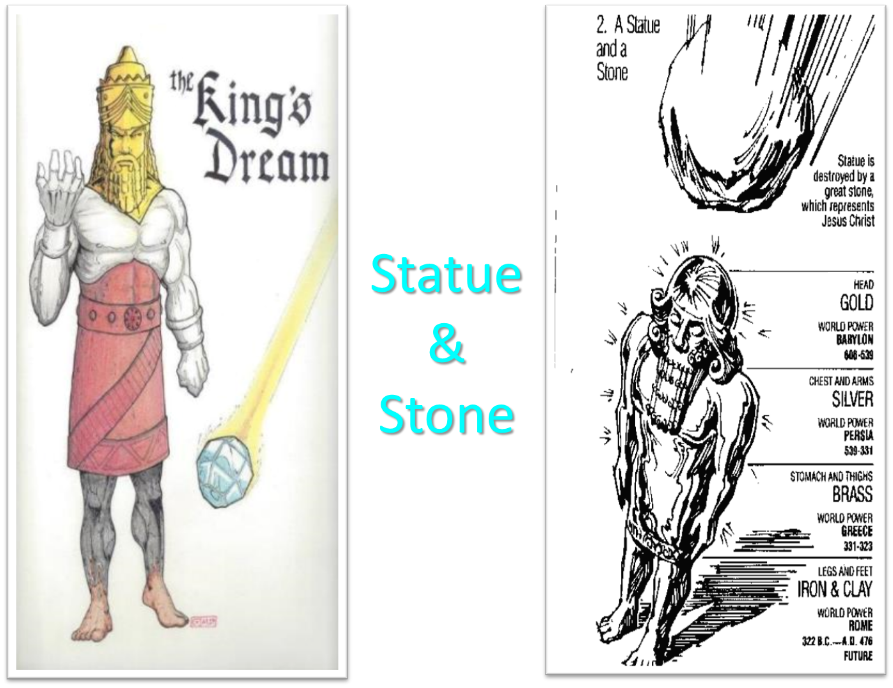 the
King's
Dream
Statue
&
Stone
2. A Statue
and a
Stone
Statue is
destroyed by a
great stone,
which represents
Jesus Christ
HEAD
GOLD
WORLD POWER
BABYLON
606-539
CHEST AND ARMS
SILVER
WORLD POWER
PERSIA
539-331
STOMACH AND THIGHS
BRASS
WORLD POWER
GREECE
331-323
LEGS AND FEET
IRON & CLAY
WORLD POWER
ROME
322 B.C.—A.D. 476
FUTURE